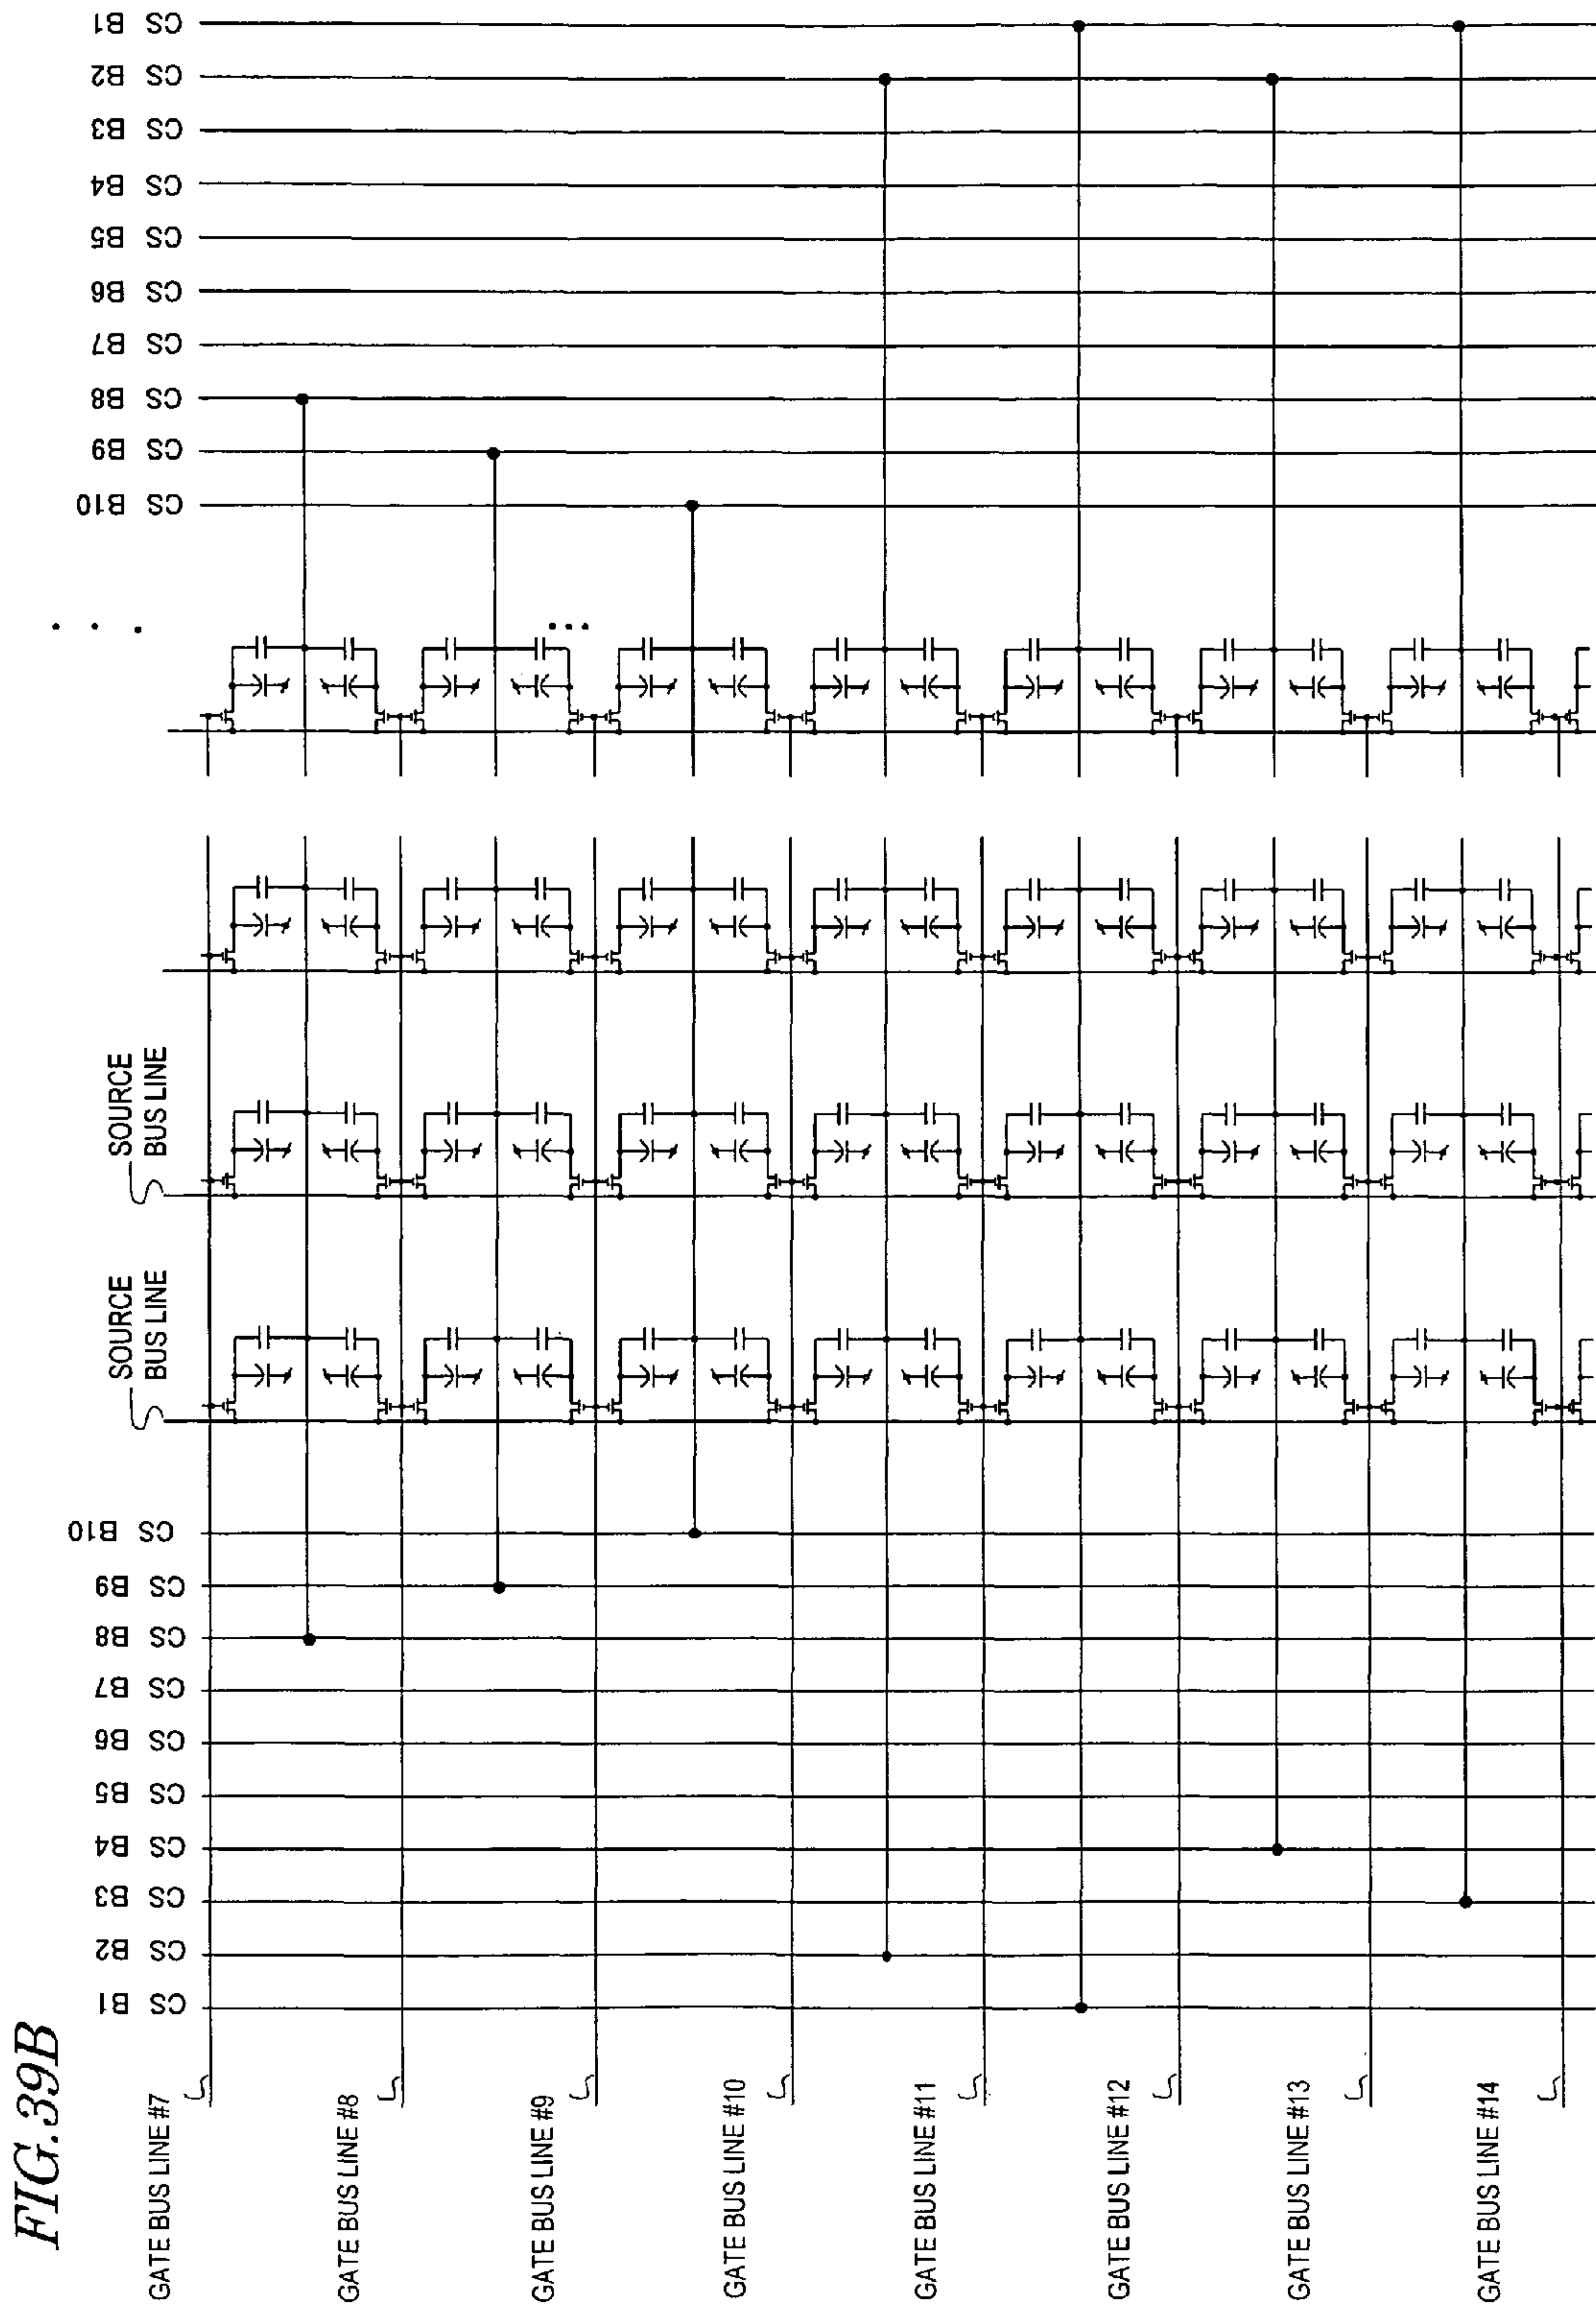 FIG.39B
GATE BUS LINE #7
GATE BUS LINE #8
GATE BUS LINE #9
GATE BUS LINE #10
GATE BUS LINE #11
GATE BUS LINE #12
GATE BUS LINE #13
GATE BUS LINE #14
CS B1
CS B2
CS B3
CS B4
CS B5
CS B6
CS B7
CS B8
CS B9
CS B10
SOURCE
BUS LINE
SOURCE
BUS LINE
CS B10
CS B9
CS B8
CS B7
CS B6
CS B5
CS B4
CS B3
CS B2
CS B1